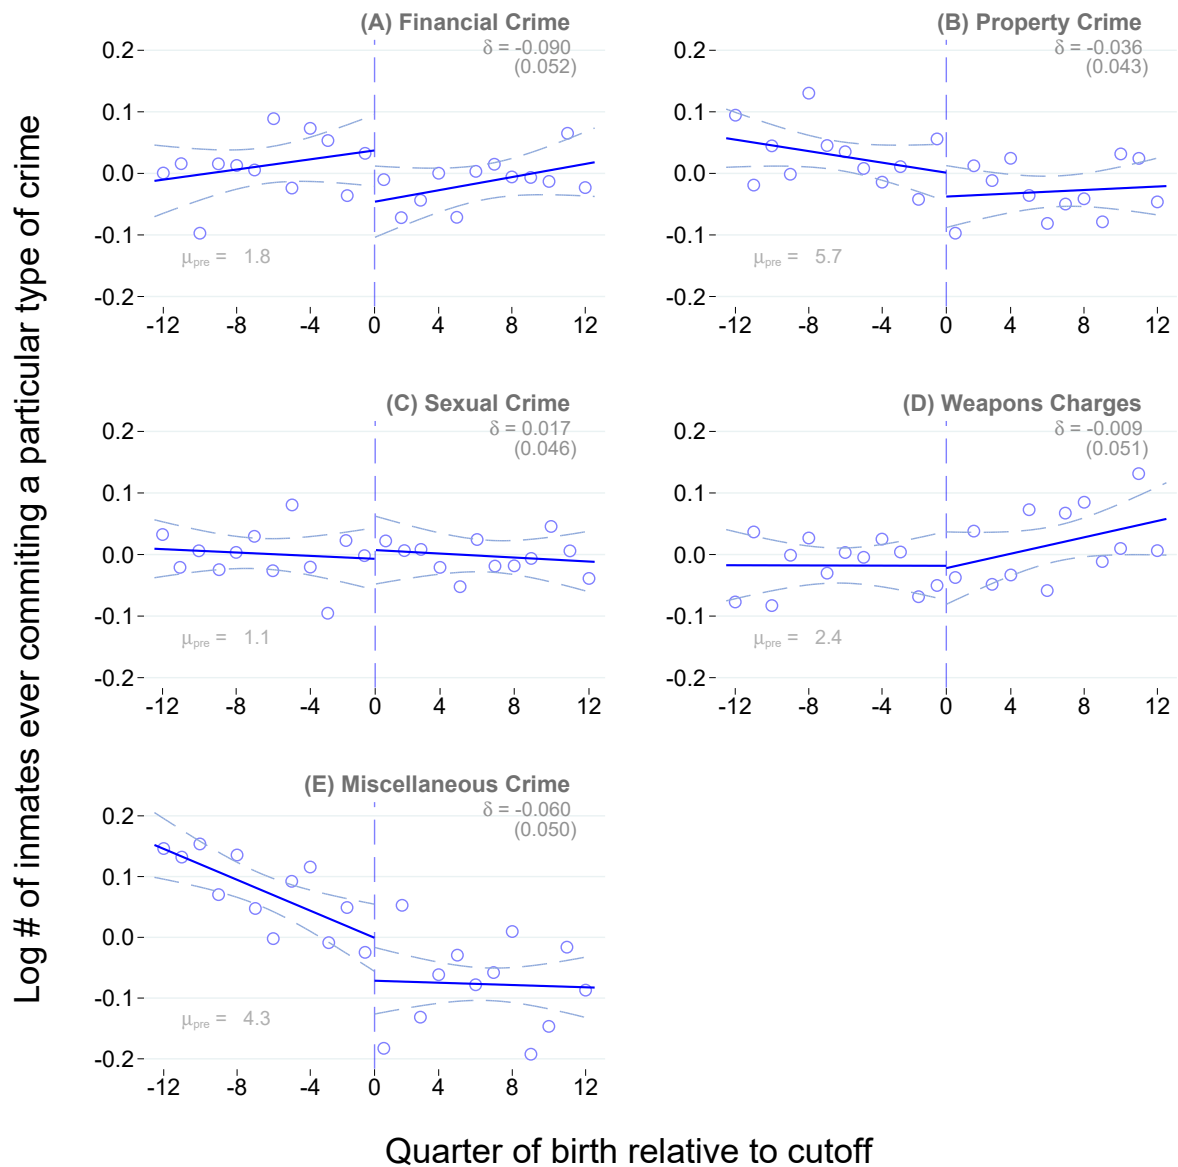 Log # of inmates ever commiting a particular type of crime
(A) Financial Crime
δ = -0.090
(0.052)
0.2
0.1
0.0
-0.1
-0.2
μpre = 1.8
-12 -8 -4 0 4 8 12
(B) Property Crime
δ = -0.036
(0.043)
0.2
0.1
0.0
-0.1
-0.2
μpre = 5.7
-12 -8 -4 0 4 8 12
(C) Sexual Crime
δ = 0.017
(0.046)
0.2
0.1
0.0
-0.1
-0.2
μpre = 1.1
-12 -8 -4 0 4 8 12
(D) Weapons Charges
δ = -0.009
(0.051)
0.2
0.1
0.0
-0.1
-0.2
μpre = 2.4
-12 -8 -4 0 4 8 12
(E) Miscellaneous Crime
δ = -0.060
(0.050)
0.2
0.1
0.0
-0.1
-0.2
μpre = 4.3
-12 -8 -4 0 4 8 12
Quarter of birth relative to cutoff